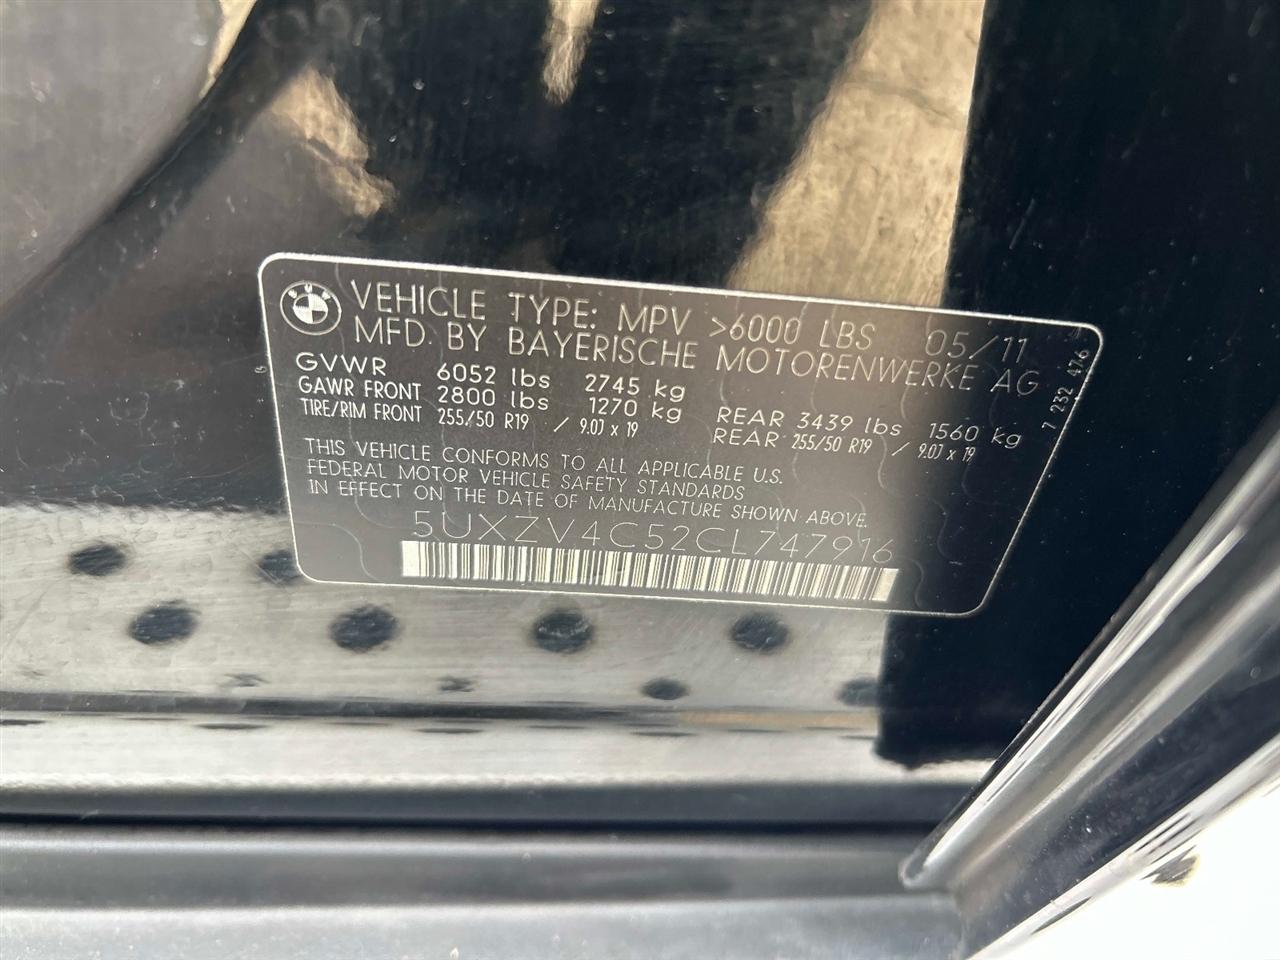 VEHICLE TYPE: MPV >6000 LBS 05/11
MFD. BY BAYERISCHE MOTORENWERKE AG
GVWR 6052 lbs 2745 kg
GAWR FRONT 2800 lbs 1270 kg REAR 3439 lbs 1560 kg
TIRE/RIM FRONT 255/50 R19 / 9.0J x 19 REAR 255/50 R19 / 9.0J x 19
THIS VEHICLE CONFORMS TO ALL APPLICABLE U.S.
FEDERAL MOTOR VEHICLE SAFETY STANDARDS
IN EFFECT ON THE DATE OF MANUFACTURE SHOWN ABOVE.
5UXZV4C52CL747916
7 232 476